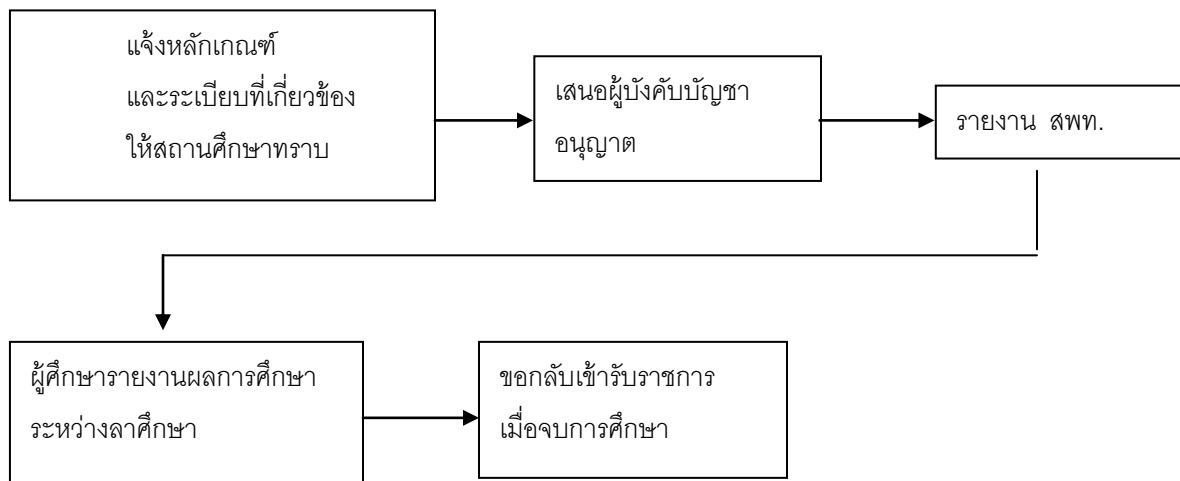 แจ้งหลักเกณฑ์
และระเบียบที่เกี่ยวข้อง
ให้สถานศึกษาทราบ
เสนอผู้บังคับบัญชา
อนุญาต
รายงาน สพท.
ผู้ศึกษารายงานผลการศึกษา
ระหว่างลาศึกษา
ขอกลับเข้ารับราชการ
เมื่อจบการศึกษา